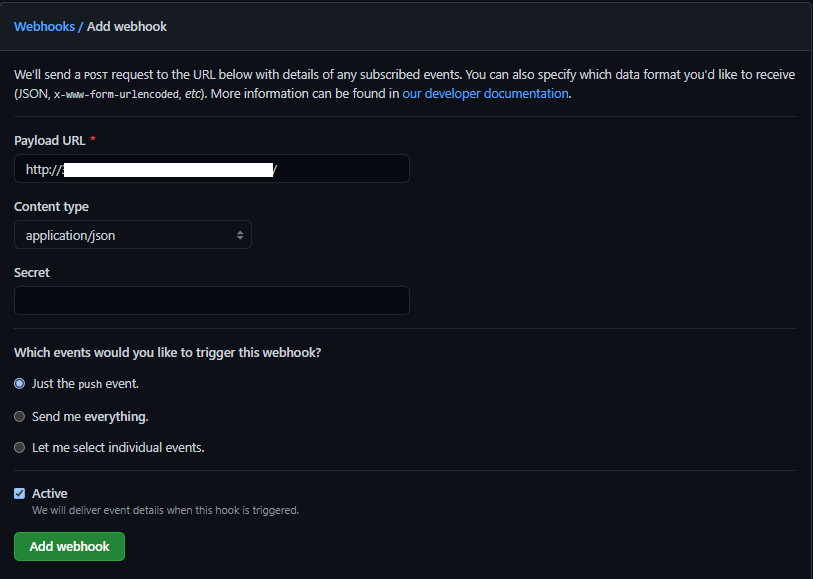 Webhooks / Add webhook
We'll send a POST request to the URL below with details of any subscribed events. You can also specify which data format you'd like to receive
(JSON, x-www-form-urlencoded, etc). More information can be found in our developer documentation.
Payload URL *
http:// /
Content type
application/json
Secret
Which events would you like to trigger this webhook?
Just the push event.
Send me everything.
Let me select individual events.
Active
We will deliver event details when this hook is triggered.
Add webhook